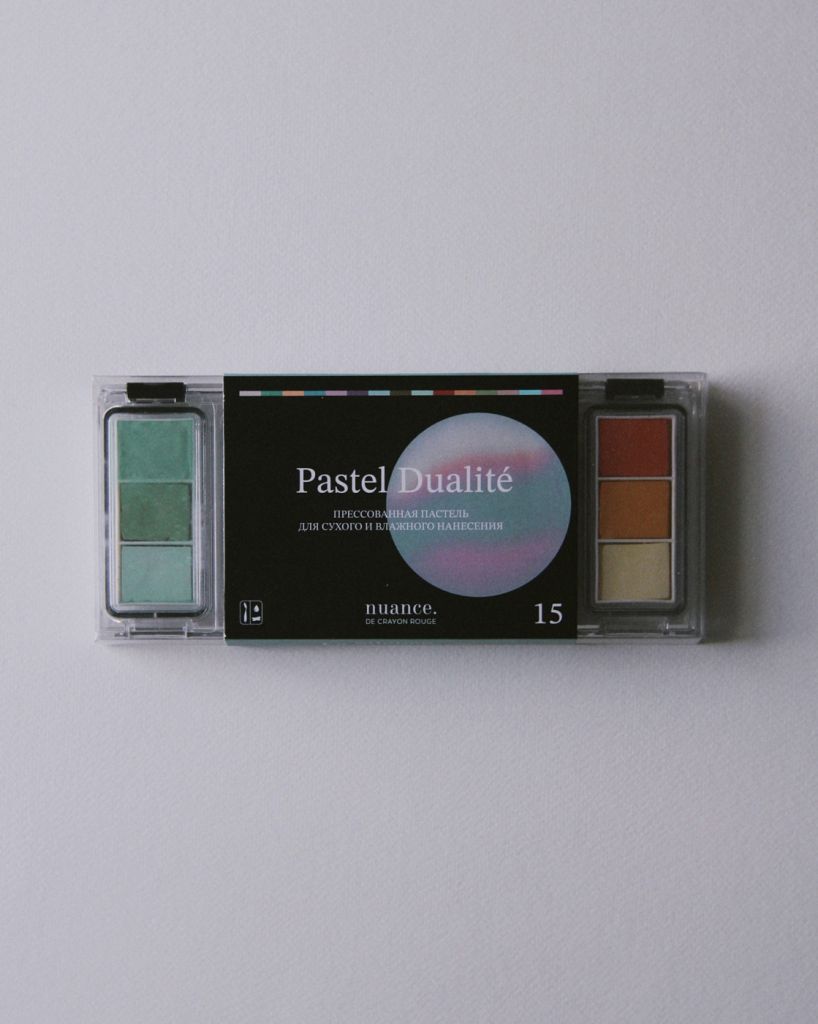 Pastel Dualité
ПРЕССОВАННАЯ ПАСТЕЛЬ
ДЛЯ СУХОГО И ВЛАЖНОГО НАНЕСЕНИЯ
nuance.
DE CRAYON ROUGE
15